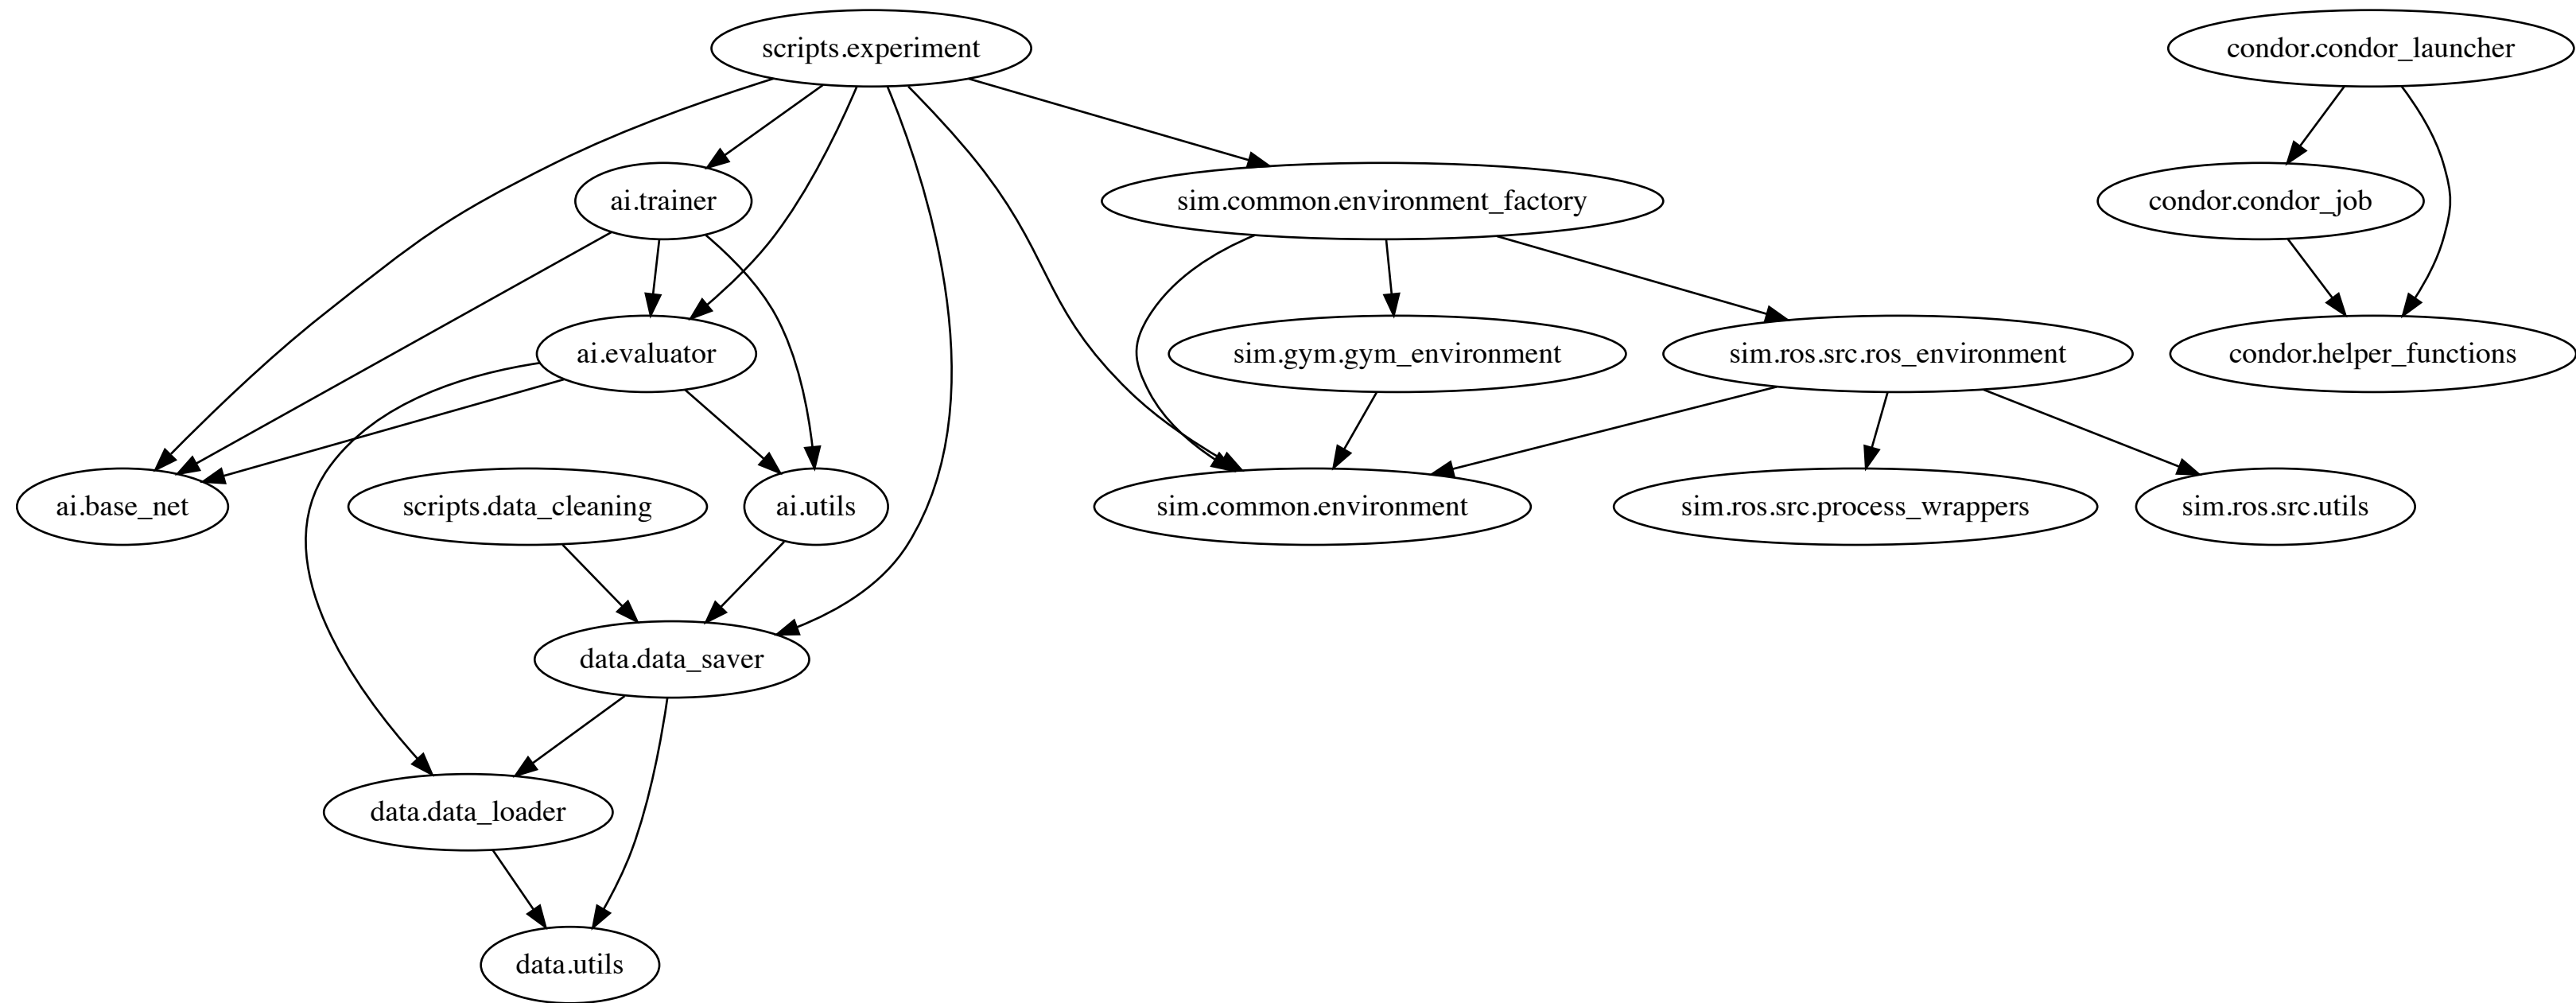 scripts.experiment
condor.condor_launcher
ai.trainer
sim.common.environment_factory
condor.condor_job
ai.evaluator
sim.gym.gym_environment
sim.ros.src.ros_environment
condor.helper_functions
ai.base_net
scripts.data_cleaning
ai.utils
sim.common.environment
sim.ros.src.process_wrappers
sim.ros.src.utils
data.data_saver
data.data_loader
data.utils